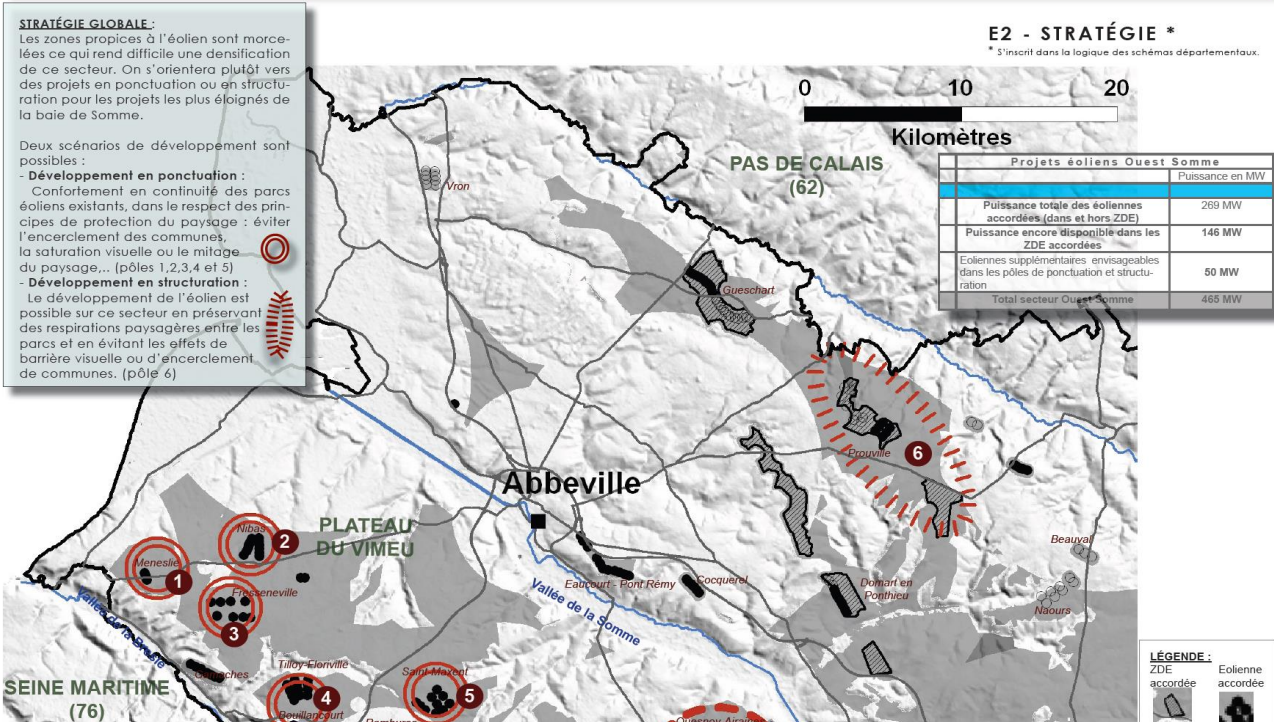 STRATÉGIE GLOBALE :
Les zones propices à l'éolien sont morce-
lées ce qui rend difficile une densification
de ce secteur. On s'orientera plutôt vers
des projets en ponctuation ou en structu-
ration pour les projets les plus éloignés de
la baie de Somme.
Deux scénarios de développement sont
possibles :
- Développement en ponctuation :
Confortement en continuité des parcs
éoliens existants, dans le respect des prin-
cipes de protection du paysage : éviter
l'encerclement des communes,
la saturation visuelle ou le mitage
du paysage,.. (pôles 1,2,3,4 et 5)
- Développement en structuration :
Le développement de l'éolien est
possible sur ce secteur en préservant
des respirations paysagères entre les
parcs et en évitant les effets de
barrière visuelle ou d'encerclement
de communes. (pôle 6)
E2 - STRATÉGIE *
* S'inscrit dans la logique des schémas départementaux.
0 10 20
Kilomètres
Projets éoliens Ouest Somme
Puissance en MW
Puissance totale des éoliennes
accordées (dans et hors ZDE)
269 MW
Puissance encore disponible dans les
ZDE accordées
146 MW
Eoliennes supplémentaires envisageables
dans les pôles de ponctuation et structu-
ration
50 MW
Total secteur Ouest Somme
465 MW
PAS DE CALAIS
(62)
Vron
Gueschart
Prouville
6
Abbeville
PLATEAU
DU VIMEU
Nibas
2
Meneslie
1
Fresseneville
3
Eaucourt - Pont Rémy
Cocquerel
Vallée de la Somme
Domart en
Ponthieu
Beauval
Naours
Vallée de la Bresle
Gamaches
SEINE MARITIME
(76)
Tilloy-Floriville
4
Bouillancourt
Saint-Maxent
5
Quesnoy-Airaines
LÉGENDE :
ZDE
accordée
Eolienne
accordée